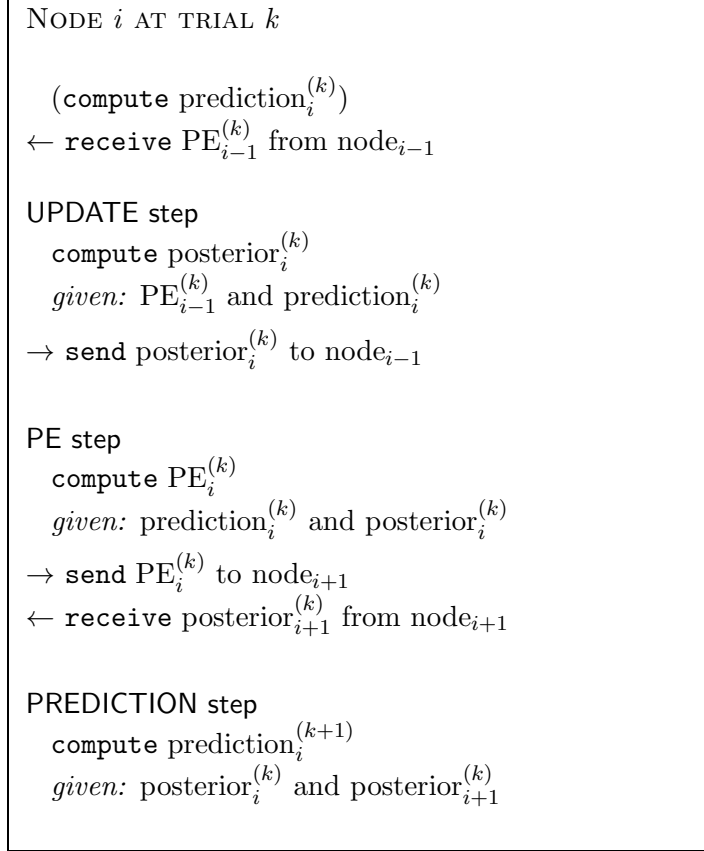 NODE i AT TRIAL k
(compute prediction_i^(k))
← receive PE_{i−1}^(k) from node_{i−1}
UPDATE step
compute posterior_i^(k)
given: PE_{i−1}^(k) and prediction_i^(k)
→ send posterior_i^(k) to node_{i−1}
PE step
compute PE_i^(k)
given: prediction_i^(k) and posterior_i^(k)
→ send PE_i^(k) to node_{i+1}
← receive posterior_{i+1}^(k) from node_{i+1}
PREDICTION step
compute prediction_i^(k+1)
given: posterior_i^(k) and posterior_{i+1}^(k)